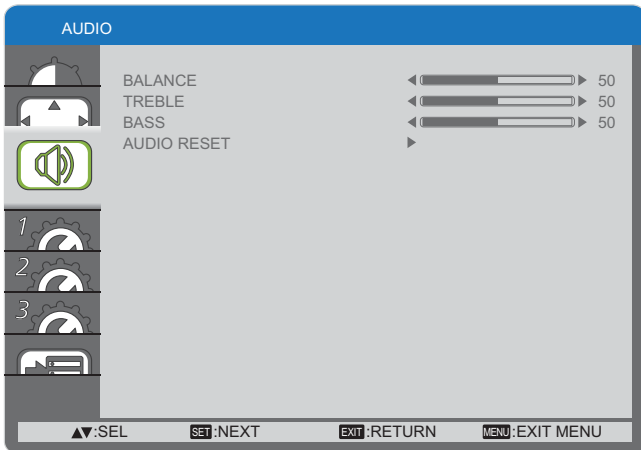 AUDIO
BALANCE 50
TREBLE 50
BASS 50
AUDIO RESET
1
2
3
▲▼:SEL SET:NEXT EXIT:RETURN MENU:EXIT MENU